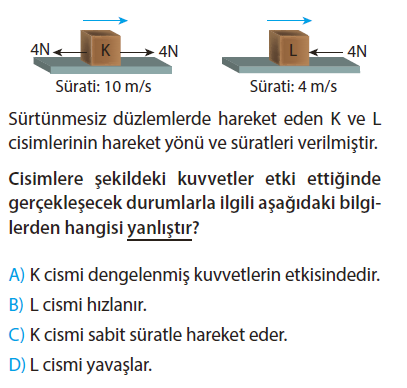 4N K 4N L 4N
Sürati: 10 m/s Sürati: 4 m/s
Sürtünmesiz düzlemlerde hareket eden K ve L
cisimlerinin hareket yönü ve süratleri verilmiştir.
Cisimlere şekildeki kuvvetler etki ettiğinde
gerçekleşecek durumlarla ilgili aşağıdaki bilgi-
lerden hangisi yanlıştır?
A) K cismi dengelenmiş kuvvetlerin etkisindedir.
B) L cismi hızlanır.
C) K cismi sabit süratle hareket eder.
D) L cismi yavaşlar.